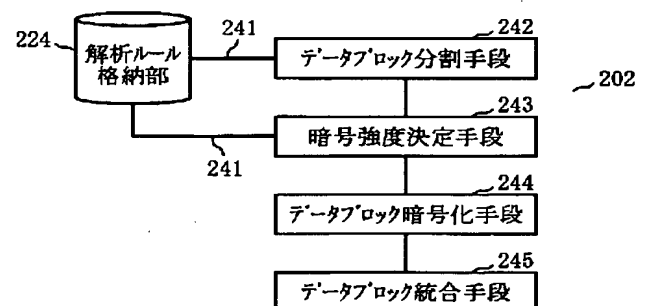 224
解析ルール
格納部
241
242
データブロック分割手段
202
243
暗号強度決定手段
241
244
データブロック暗号化手段
245
データブロック統合手段